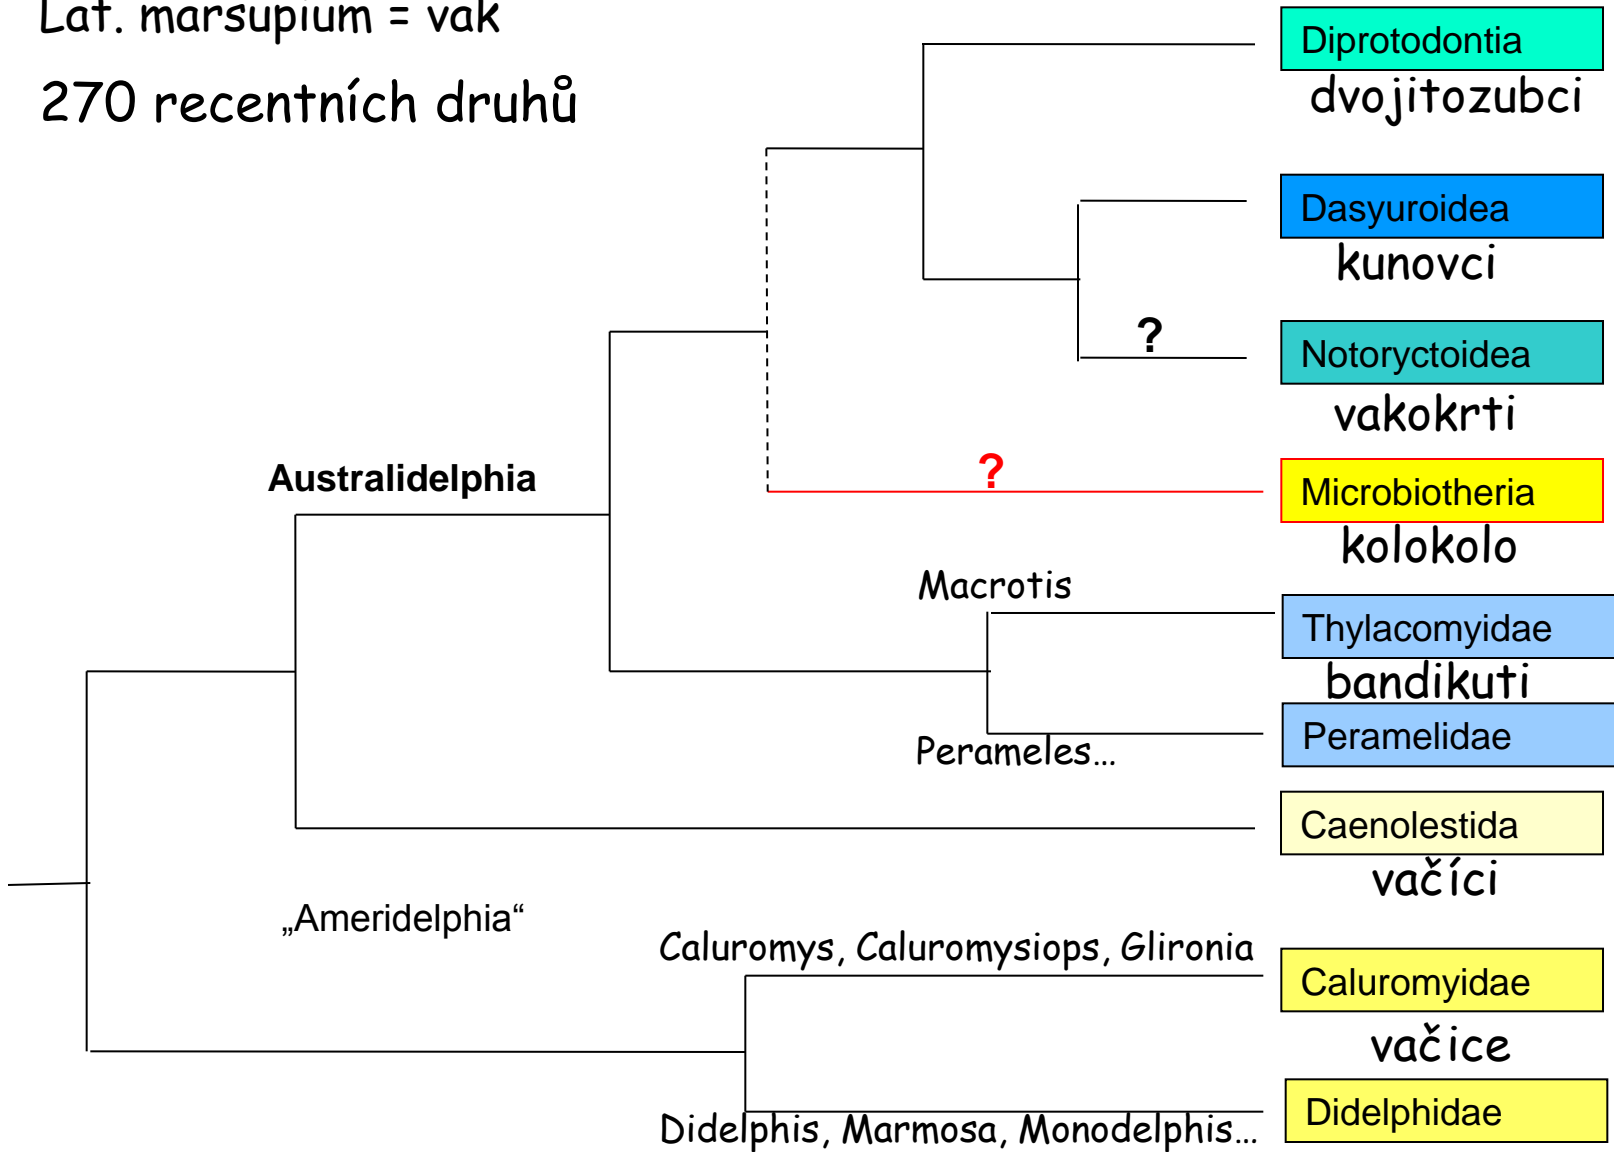 Lat. marsupium = vak
270 recentních druhů
Diprotodontia
dvojitozubci
Dasyuroidea
kunovci
?
Notoryctoidea
vakokrti
Australidelphia
?
Microbiotheria
kolokolo
Macrotis
Thylacomyidae
bandikuti
Perameles...
Peramelidae
Caenolestida
vačíci
„Ameridelphia“
Caluromys, Caluromysiops, Glironia
Caluromyidae
vačice
Didelphis, Marmosa, Monodelphis...
Didelphidae